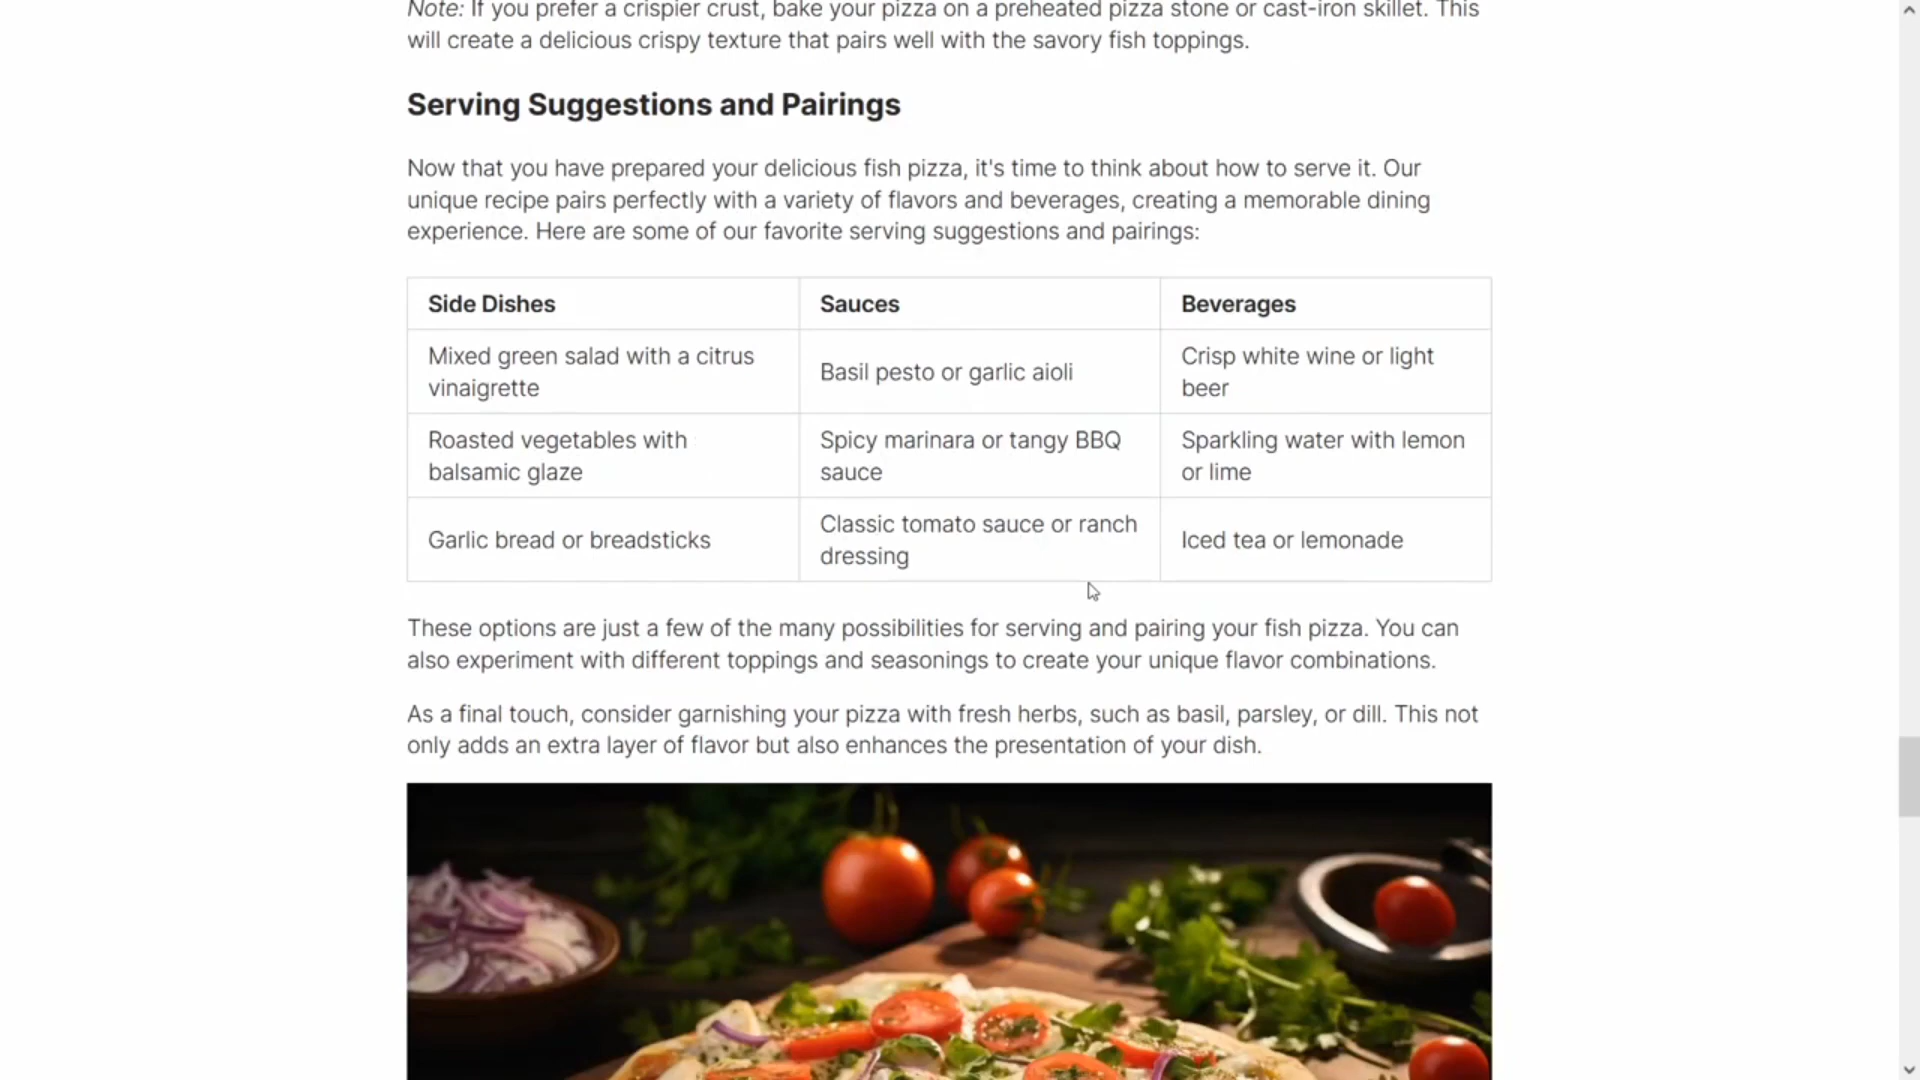 Note: If you prefer a crispier crust, bake your pizza on a preheated pizza stone or cast-iron skillet. This
will create a delicious crispy texture that pairs well with the savory fish toppings.
Serving Suggestions and Pairings
Now that you have prepared your delicious fish pizza, it's time to think about how to serve it. Our
unique recipe pairs perfectly with a variety of flavors and beverages, creating a memorable dining
experience. Here are some of our favorite serving suggestions and pairings:
Side Dishes
Sauces
Beverages
Mixed green salad with a citrus
vinaigrette
Basil pesto or garlic aioli
Crisp white wine or light
beer
Roasted vegetables with
balsamic glaze
Spicy marinara or tangy BBQ
sauce
Sparkling water with lemon
or lime
Garlic bread or breadsticks
Classic tomato sauce or ranch
dressing
Iced tea or lemonade
These options are just a few of the many possibilities for serving and pairing your fish pizza. You can
also experiment with different toppings and seasonings to create your unique flavor combinations.
As a final touch, consider garnishing your pizza with fresh herbs, such as basil, parsley, or dill. This not
only adds an extra layer of flavor but also enhances the presentation of your dish.